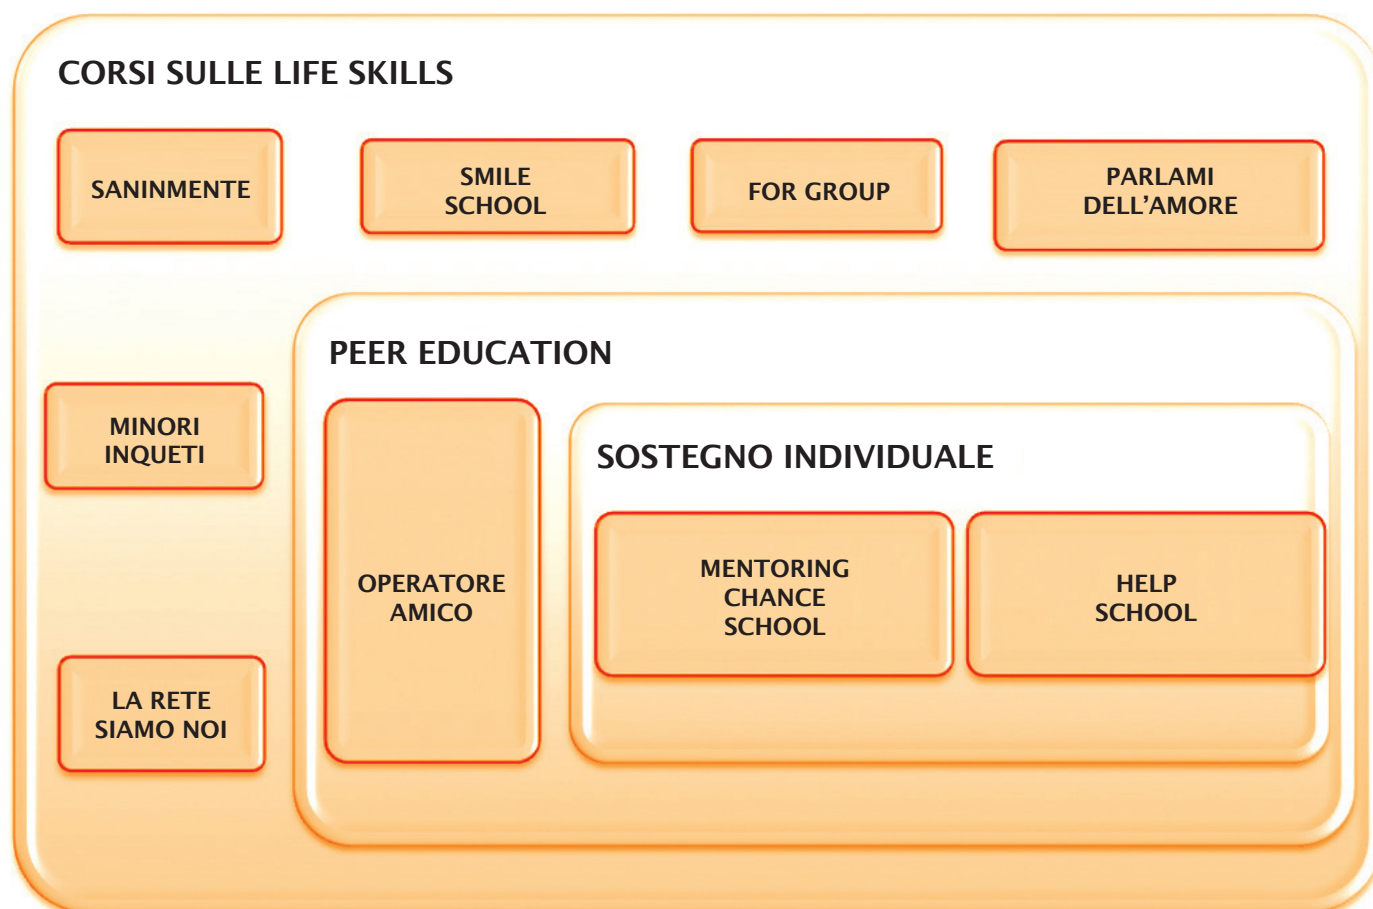 CORSI SULLE LIFE SKILLS
SANINMENTE
SMILE
SCHOOL
FOR GROUP
PARLAMI
DELL’AMORE
PEER EDUCATION
MINORI
INQUETI
SOSTEGNO INDIVIDUALE
OPERATORE
AMICO
MENTORING
CHANCE
SCHOOL
HELP
SCHOOL
LA RETE
SIAMO NOI